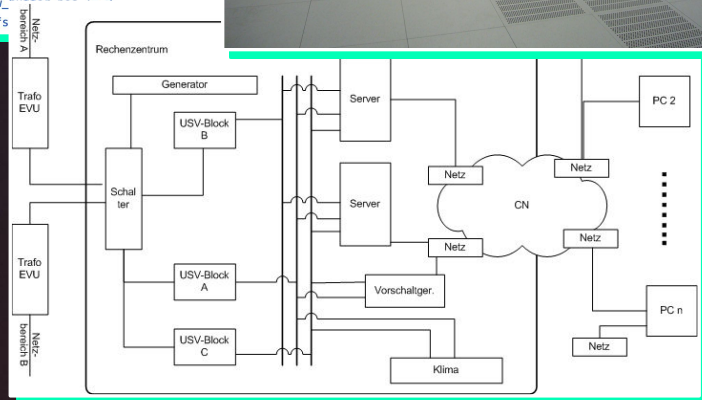 Netz-
bereich A
Rechenzentrum
Trafo
EVU
Generator
USV-Block
B
Server
PC 2
Schal
ter
Netz
Netz
CN
Server
Netz
Netz
Trafo
EVU
USV-Block
A
Vorschaltger.
PC n
Netz-
bereich B
USV-Block
C
Netz
Klima